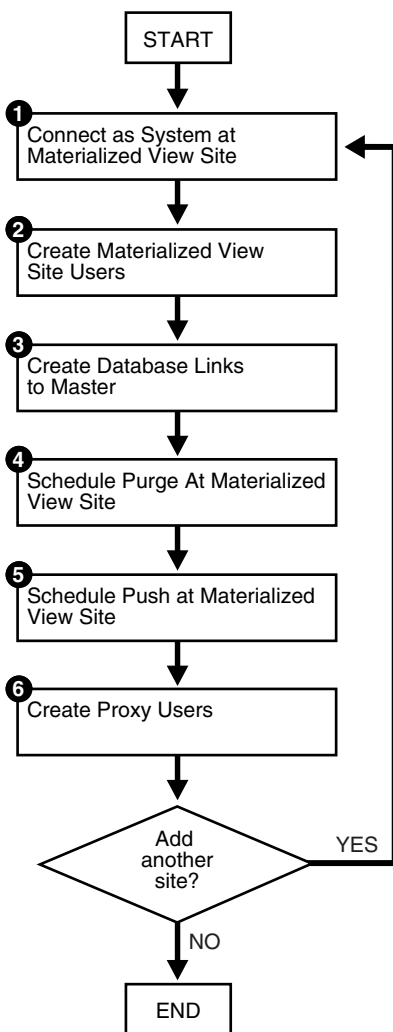 START
1
Connect as System at
Materialized View Site
2
Create Materialized View
Site Users
3
Create Database Links
to Master
4
Schedule Purge At Materialized
View Site
5
Schedule Push at Materialized
View Site
6
Create Proxy Users
Add
another
site?
YES
NO
END